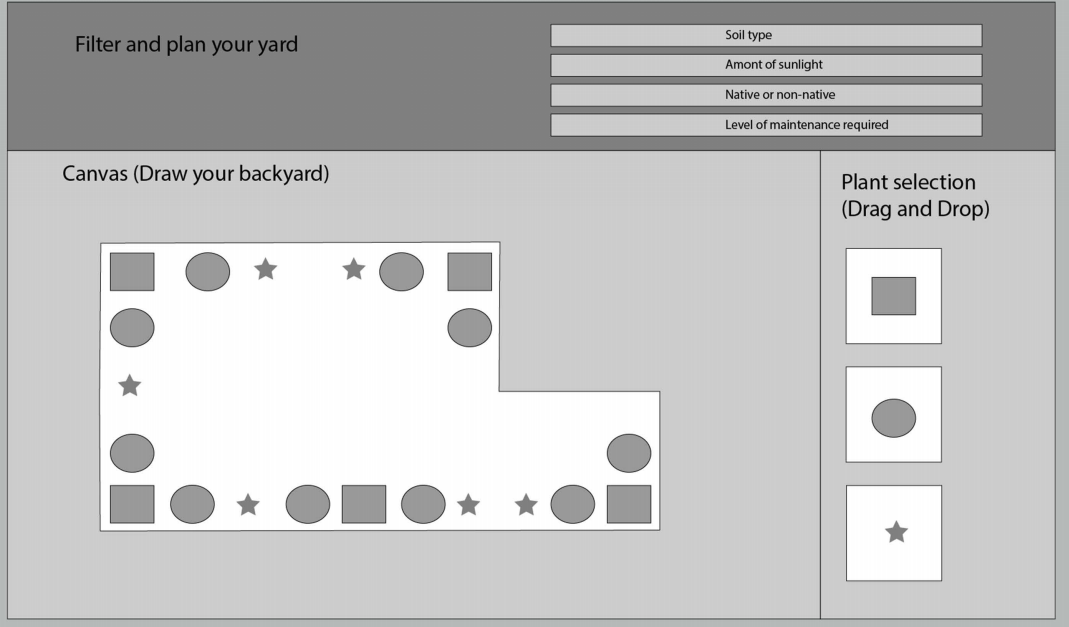 Filter and plan your yard
Soil type
Amont of sunlight
Native or non-native
Level of maintenance required
Canvas (Draw your backyard)
Plant selection
(Drag and Drop)